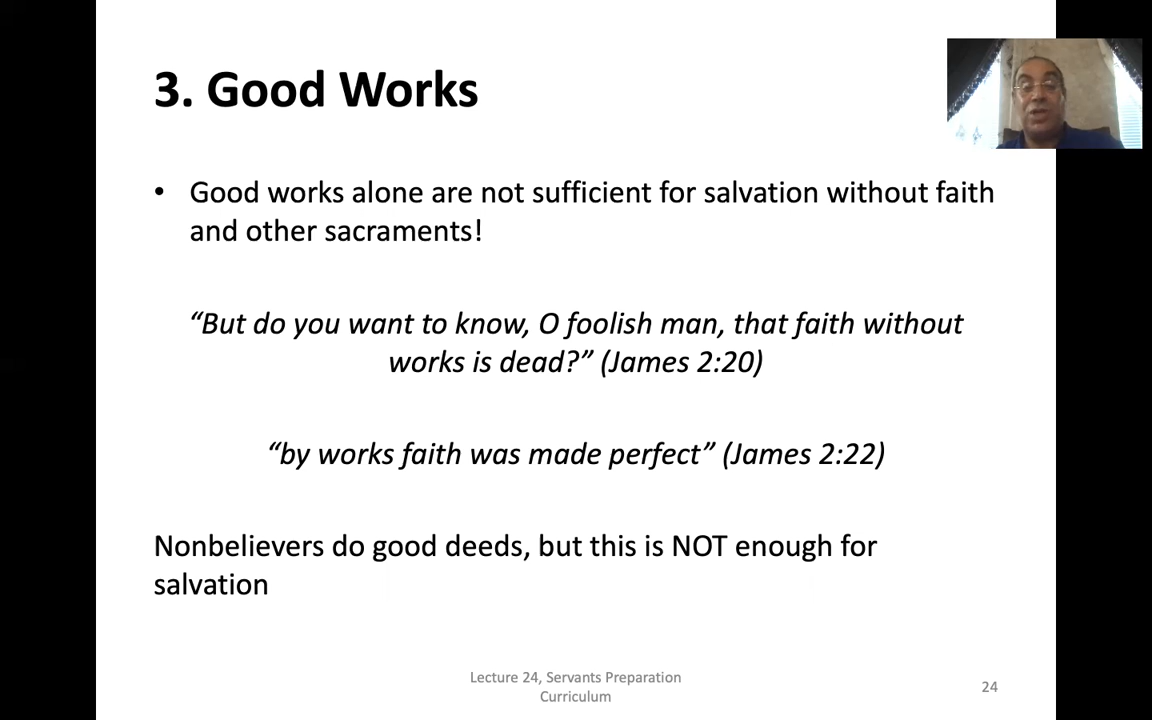 3. Good Works
• Good works alone are not sufficient for salvation without faith
and other sacraments!
“But do you want to know, O foolish man, that faith without
works is dead?” (James 2:20)
“by works faith was made perfect” (James 2:22)
Nonbelievers do good deeds, but this is NOT enough for
salvation
Lecture 24, Servants Preparation
Curriculum
24